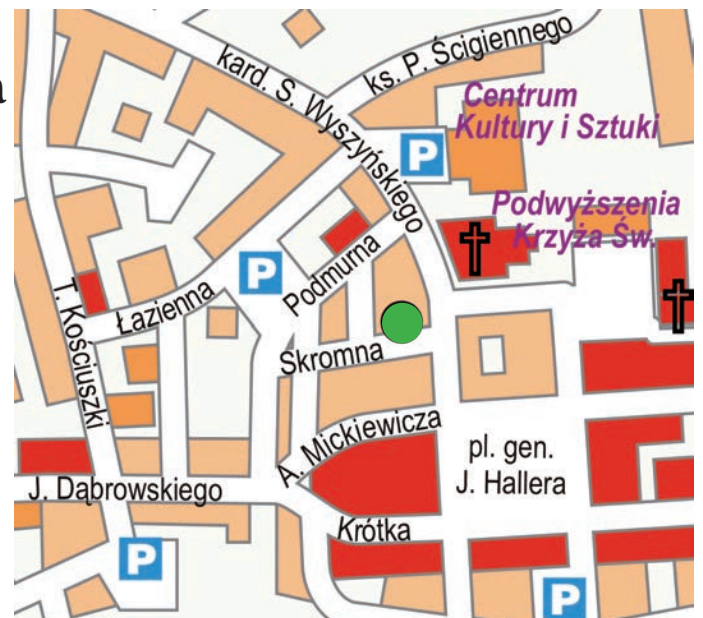 a
kard. S. Wyszyńskiego
ks. P. Ścigiennego
Centrum
Kultury i Sztuki
P
Podwyższenia
Krzyża Św.
P
Podmurna
T. Kościuszki
Łazienna
Skromna
A. Mickiewicza
pl. gen.
J. Hallera
J. Dąbrowskiego
Krótka
P
P